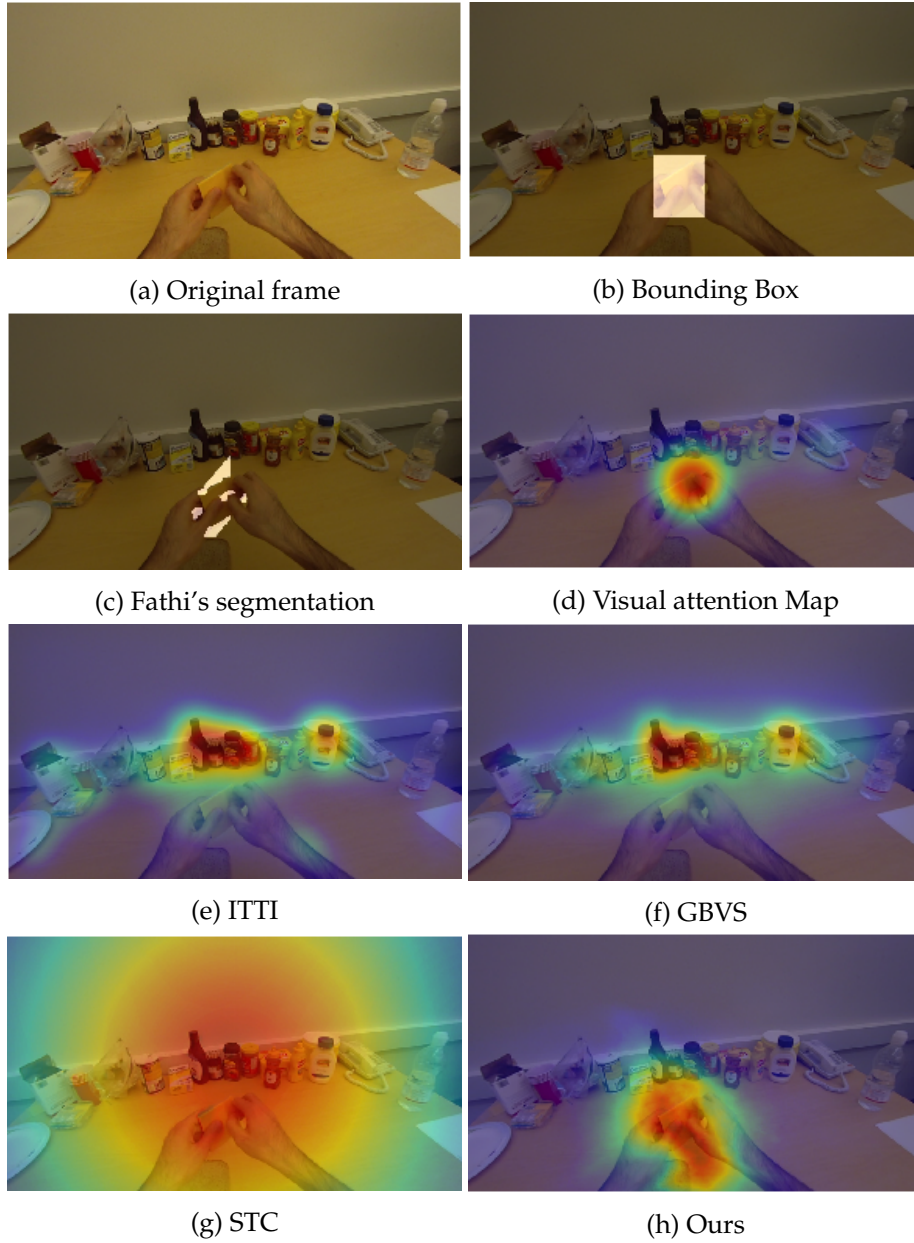 (a) Original frame
(b) Bounding Box
(c) Fathi’s segmentation
(d) Visual attention Map
(e) ITTI
(f) GBVS
(g) STC
(h) Ours